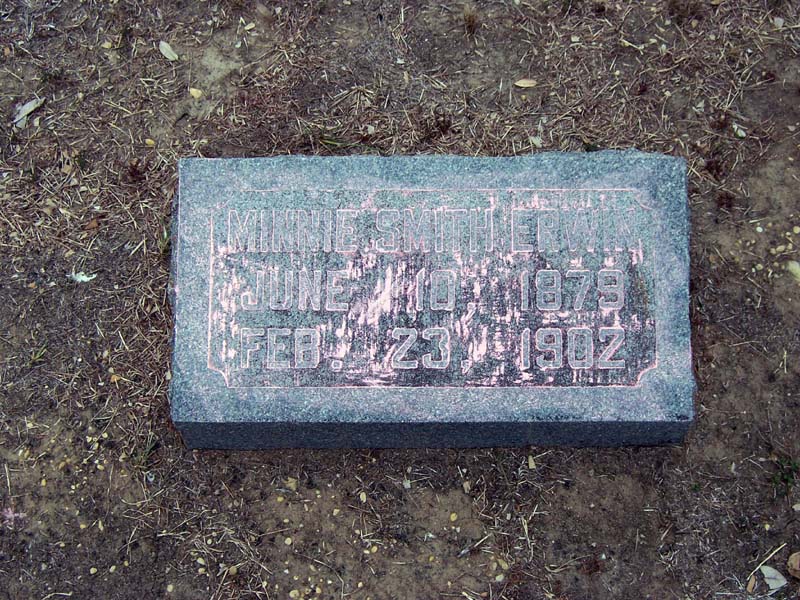 MINNIE SMITH ERWIN
JUNE 10, 1879
FEB. 23, 1902